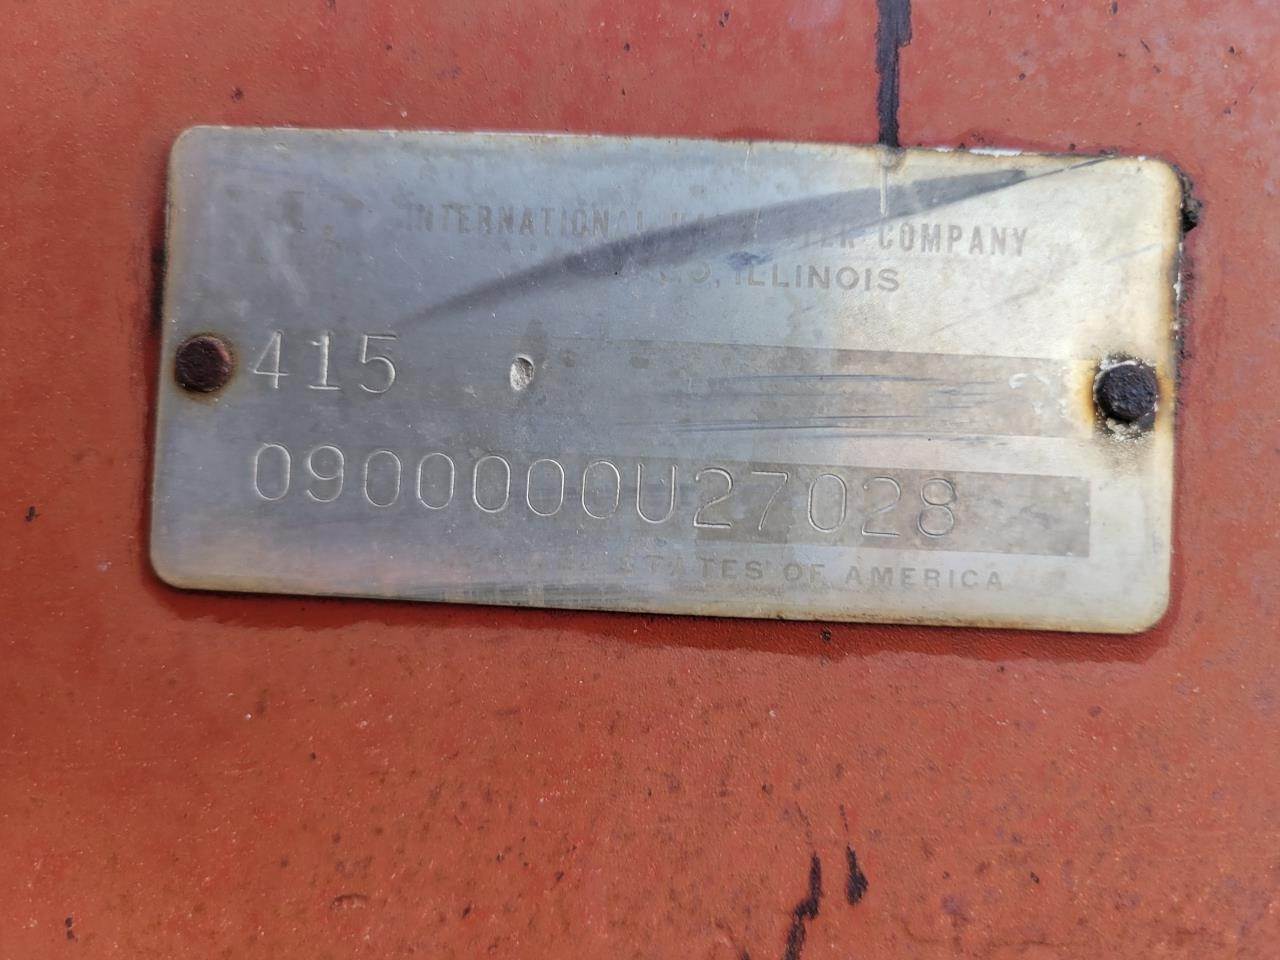 INTERNATIONAL COMPANY
ILLINOIS
415
0900000U27028
STATES OF AMERICA